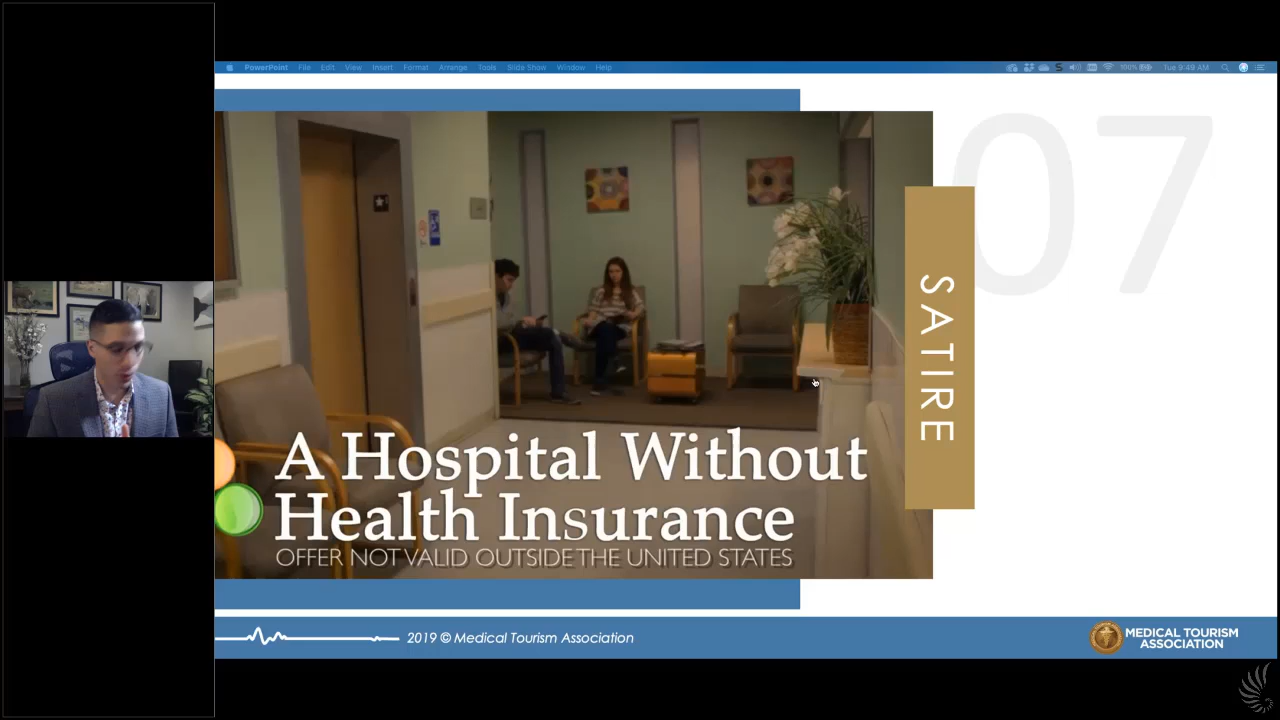 PowerPoint File Edit View Insert Format Arrange Tools Slide Show Window Help 100% Tue 9:49 AM
07
SATIRE
A Hospital Without
Health Insurance
OFFER NOT VALID OUTSIDE THE UNITED STATES
2019 © Medical Tourism Association
MEDICAL TOURISM
ASSOCIATION